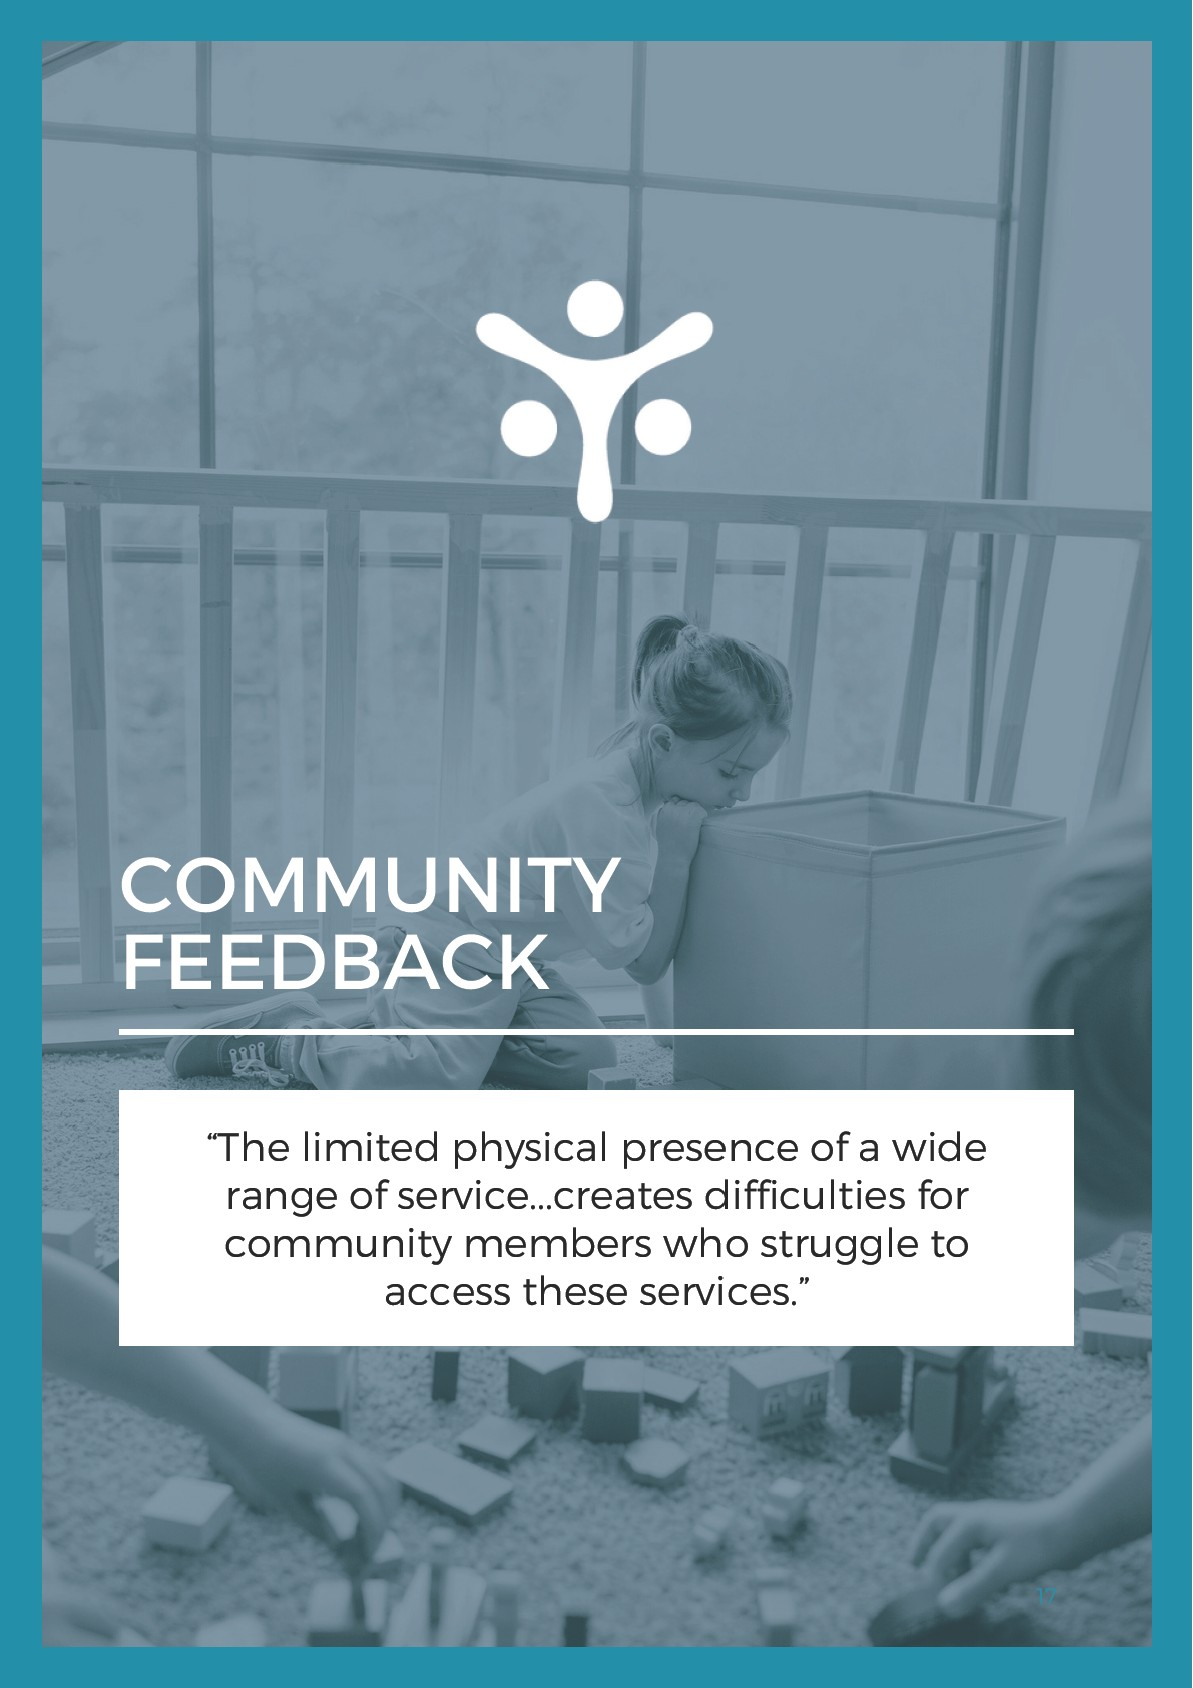 COMMUNITY
FEEDBACK
“The limited physical presence of a wide
range of service...creates difficulties for
community members who struggle to
access these services.”
17